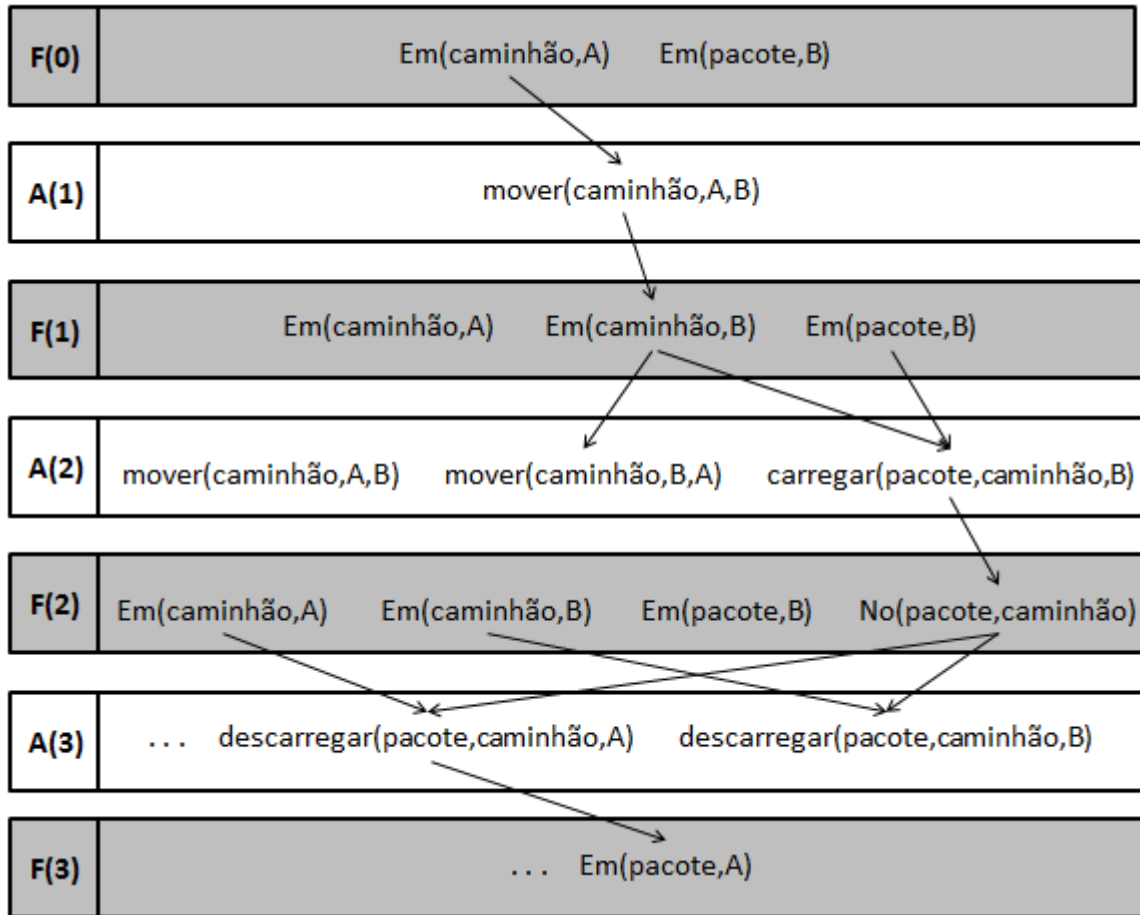 F(0) Em(caminhão,A) Em(pacote,B)
A(1) mover(caminhão,A,B)
F(1) Em(caminhão,A) Em(caminhão,B) Em(pacote,B)
A(2) mover(caminhão,A,B) mover(caminhão,B,A) carregar(pacote,caminhão,B)
F(2) Em(caminhão,A) Em(caminhão,B) Em(pacote,B) No(pacote,caminhão)
A(3) ... descarregar(pacote,caminhão,A) descarregar(pacote,caminhão,B)
F(3) ... Em(pacote,A)